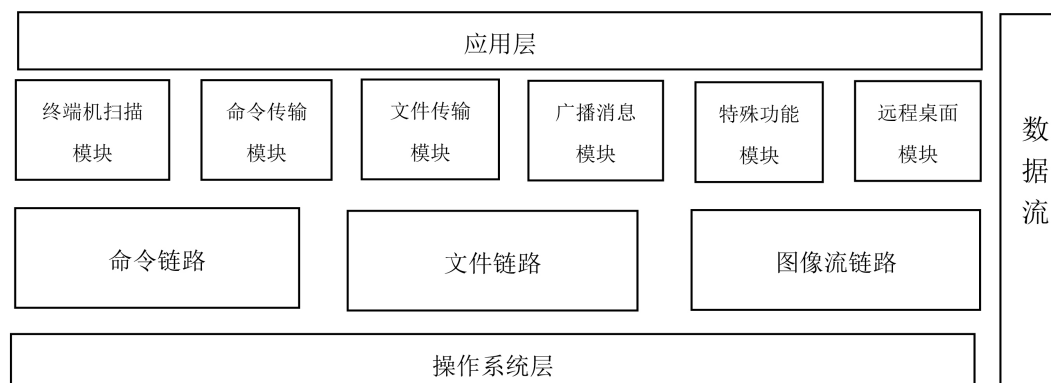 应用层
终端机扫描
模块
命令传输
模块
文件传输
模块
广播消息
模块
特殊功能
模块
远程桌面
模块
命令链路
文件链路
图像流链路
操作系统层
数
据
流